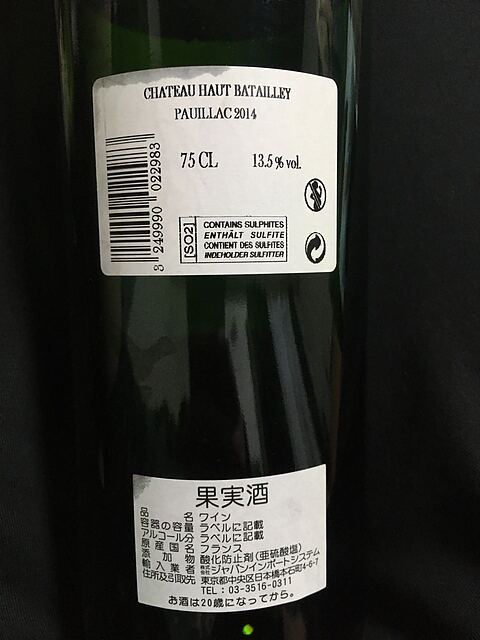 CHATEAU HAUT BATAILLEY
PAUILLAC 2014
75 CL 13.5% vol.
3 249990 022983
[SO2]
CONTAINS SULPHITES
ENTHÄLT SULFITE
CONTIENT DES SULFITES
INDEHOLDER SULFITTER
果実酒
品名 ワイン
容器の容量 ラベルに記載
アルコール分 ラベルに記載
原産国名 フランス
添加物 酸化防止剤(亜硫酸塩)
輸入業者 株式会社ジャパンインポートシステム
住所及引取先 東京都中央区日本橋本石町4-6-7
TEL:03-3516-0311
お酒は20歳になってから。